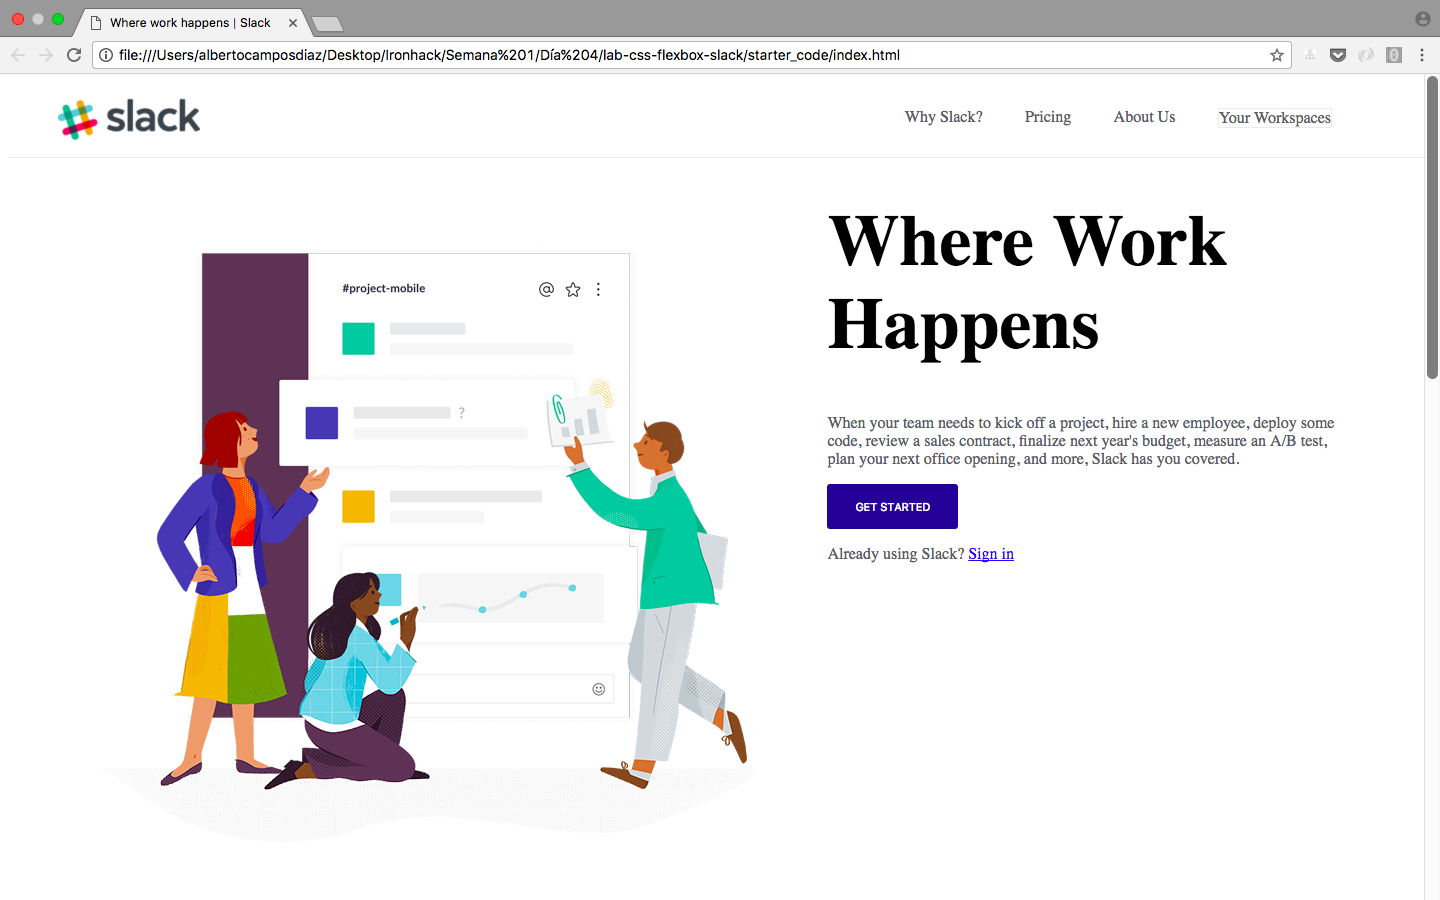 Where work happens | Slack
file:///Users/albertocamposdiaz/Desktop/Ironhack/Semana%201/Día%204/lab-css-flexbox-slack/starter_code/index.html
slack
Why Slack?
Pricing
About Us
Your Workspaces
#project-mobile
?
Where Work
Happens
When your team needs to kick off a project, hire a new employee, deploy some
code, review a sales contract, finalize next year's budget, measure an A/B test,
plan your next office opening, and more, Slack has you covered.
GET STARTED
Already using Slack? Sign in